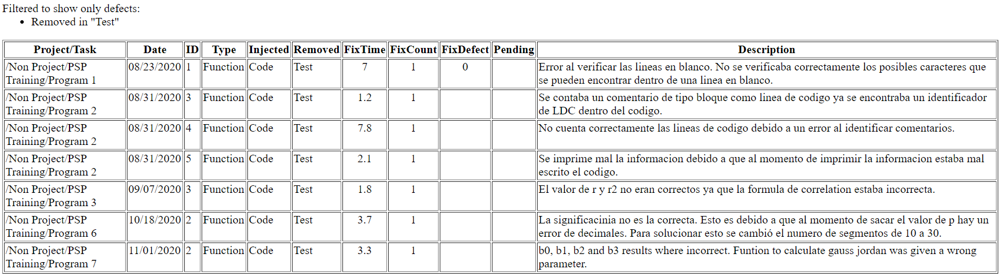 Filtered to show only defects:
• Removed in "Test"
Project/Task Date ID Type Injected Removed FixTime FixCount FixDefect Pending Description
/Non Project/PSP 08/23/2020 1 Function Code Test 7 1 0 Error al verificar las lineas en blanco. No se verificaba correctamente los posibles caracteres que
Training/Program 1 se pueden encontrar dentro de una linea en blanco.
/Non Project/PSP 08/31/2020 3 Function Code Test 1.2 1 Se contaba un comentario de tipo bloque como linea de codigo ya se encontraba un identificador
Training/Program 2 de LDC dentro del codigo.
/Non Project/PSP 08/31/2020 4 Function Code Test 7.8 1 No cuenta correctamente las lineas de codigo debido a un error al identificar comentarios.
Training/Program 2
/Non Project/PSP 08/31/2020 5 Function Code Test 2.1 1 Se imprime mal la informacion debido a que al momento de imprimir la informacion estaba mal
Training/Program 2 escrito el codigo.
/Non Project/PSP 09/07/2020 3 Function Code Test 1.8 1 El valor de r y r2 no eran correctos ya que la formula de correlation estaba incorrecta.
Training/Program 3
/Non Project/PSP 10/18/2020 2 Function Code Test 3.7 1 La significacinia no es la correcta. Esto es debido a que al momento de sacar el valor de p hay un
Training/Program 6 error de decimales. Para solucionar esto se cambió el numero de segmentos de 10 a 30.
/Non Project/PSP 11/01/2020 2 Function Code Test 3.3 1 b0, b1, b2 and b3 results where incorrect. Funtion to calculate gauss jordan was given a wrong
Training/Program 7 parameter.